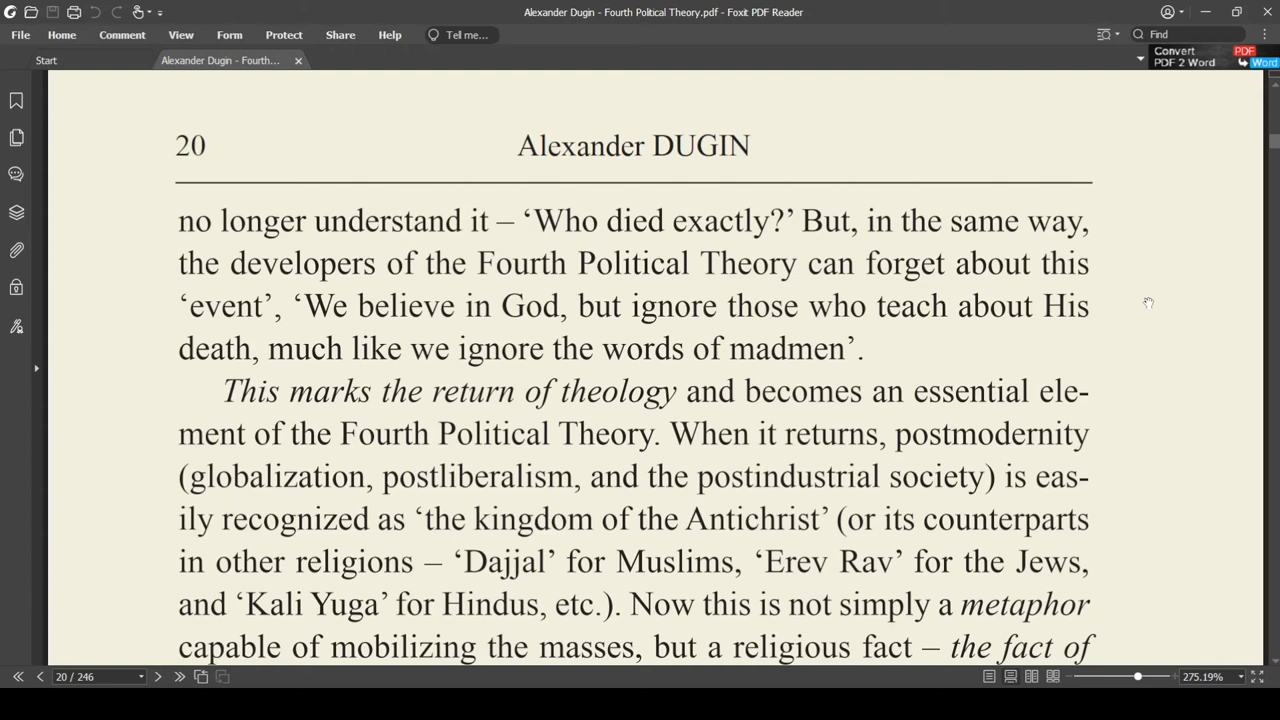 Alexander Dugin - Fourth Political Theory.pdf - Foxit PDF Reader
File Home Comment View Form Protect Share Help Tell me... Find
Start Alexander Dugin - Fourth... Convert PDF
PDF 2 Word Word
20 Alexander DUGIN
no longer understand it – ‘Who died exactly?’ But, in the same way,
the developers of the Fourth Political Theory can forget about this
‘event’, ‘We believe in God, but ignore those who teach about His
death, much like we ignore the words of madmen’.
This marks the return of theology and becomes an essential ele-
ment of the Fourth Political Theory. When it returns, postmodernity
(globalization, postliberalism, and the postindustrial society) is eas-
ily recognized as ‘the kingdom of the Antichrist’ (or its counterparts
in other religions – ‘Dajjal’ for Muslims, ‘Erev Rav’ for the Jews,
and ‘Kali Yuga’ for Hindus, etc.). Now this is not simply a metaphor
capable of mobilizing the masses, but a religious fact – the fact of
20 / 246 275.19%